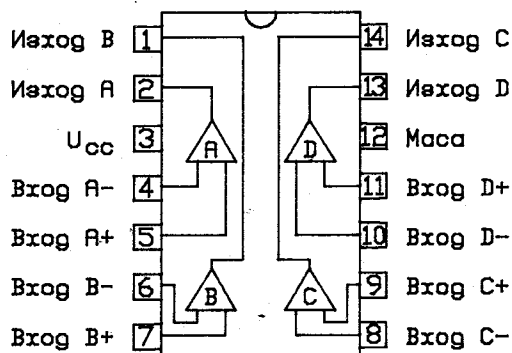 Изход B 1 14 Изход C
Изход A 2 13 Изход D
Ucc 3 A D 12 Маса
Вход A- 4 11 Вход D+
Вход A+ 5 10 Вход D-
Вход B- 6 B C 9 Вход C+
Вход B+ 7 8 Вход C-